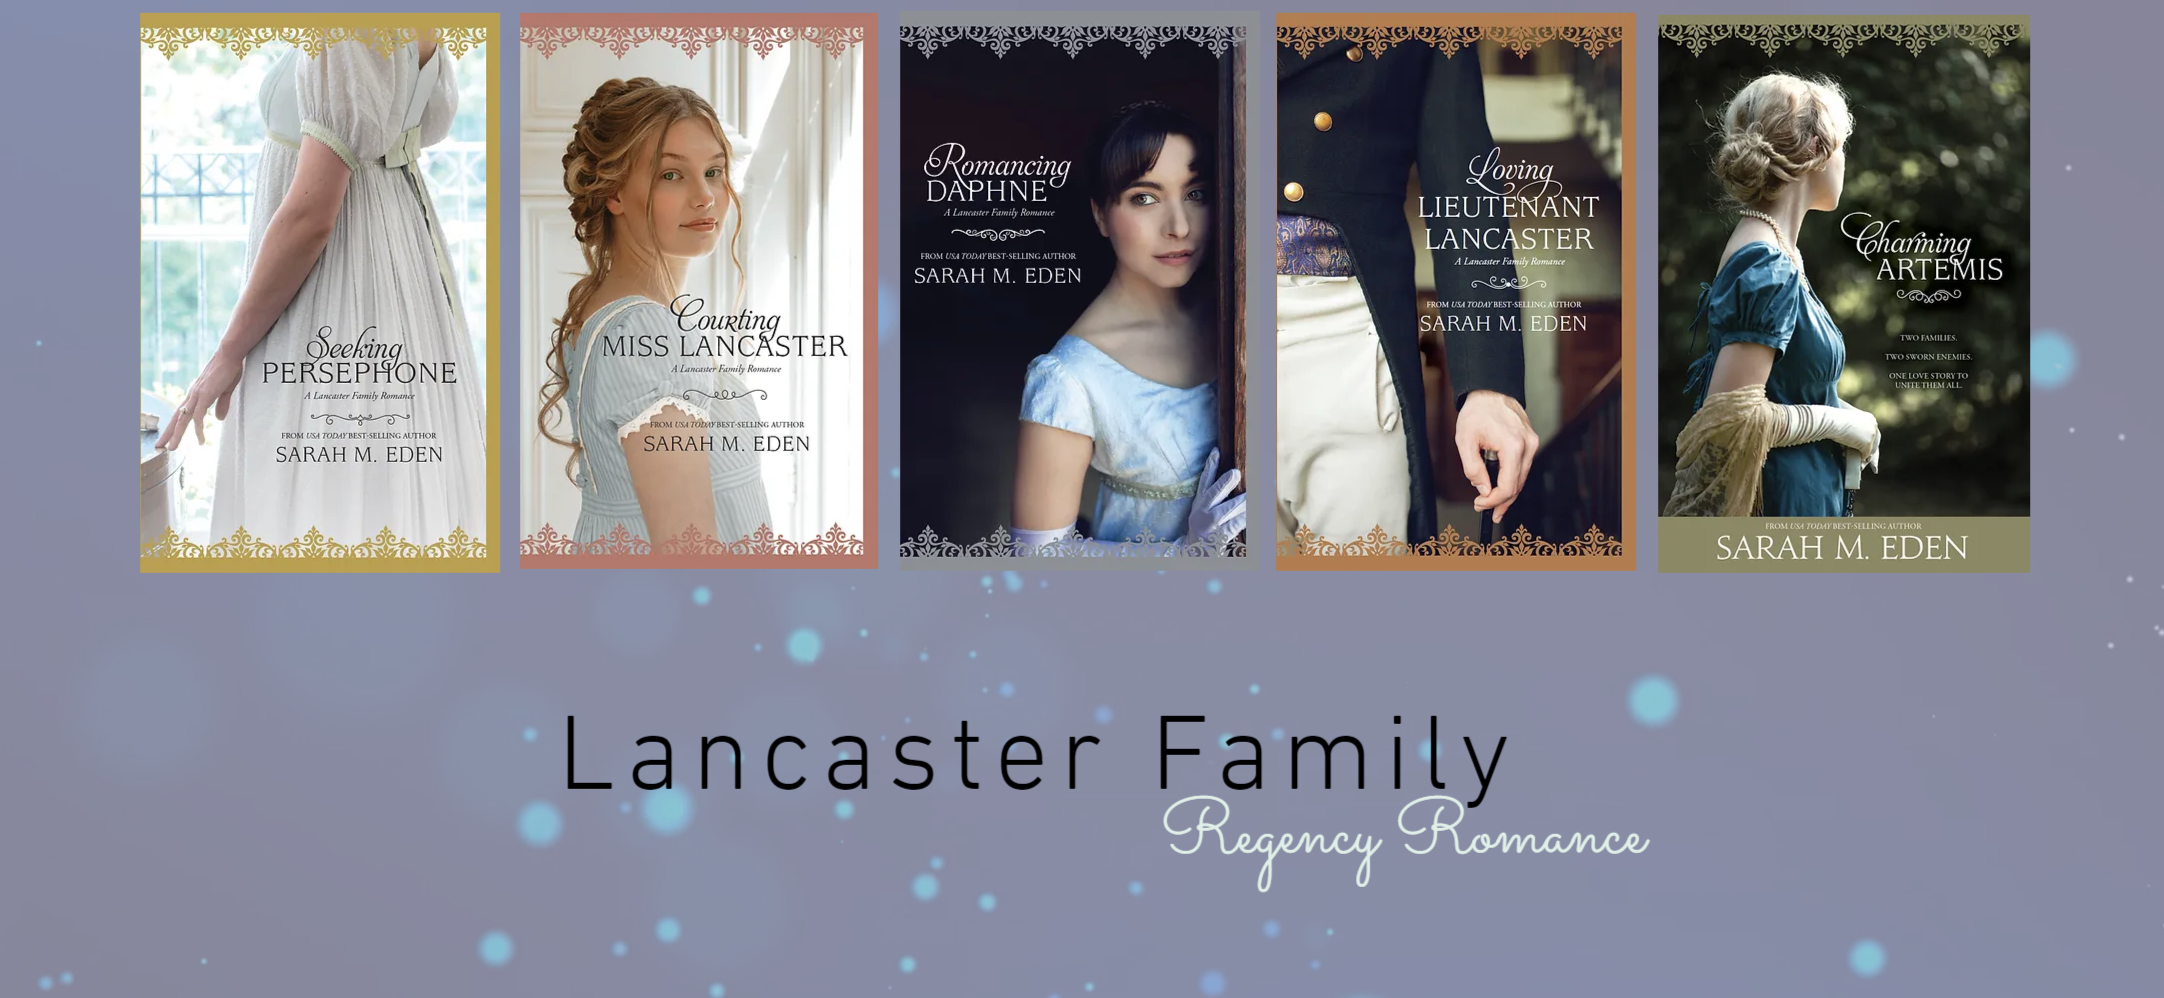 Seeking
PERSEPHONE
A Lancaster Family Romance
FROM USA TODAY BEST-SELLING AUTHOR
SARAH M. EDEN
Courting
MISS LANCASTER
A Lancaster Family Romance
FROM USA TODAY BEST-SELLING AUTHOR
SARAH M. EDEN
Romancing
DAPHNE
A Lancaster Family Romance
FROM USA TODAY BEST-SELLING AUTHOR
SARAH M. EDEN
Loving
LIEUTENANT
LANCASTER
A Lancaster Family Romance
FROM USA TODAY BEST-SELLING AUTHOR
SARAH M. EDEN
Charming
ARTEMIS
TWO FAMILIES.
TWO SWORN ENEMIES.
ONE LOVE STORY TO
UNITE THEM ALL.
FROM USA TODAY BEST-SELLING AUTHOR
SARAH M. EDEN
Lancaster Family
Regency Romance